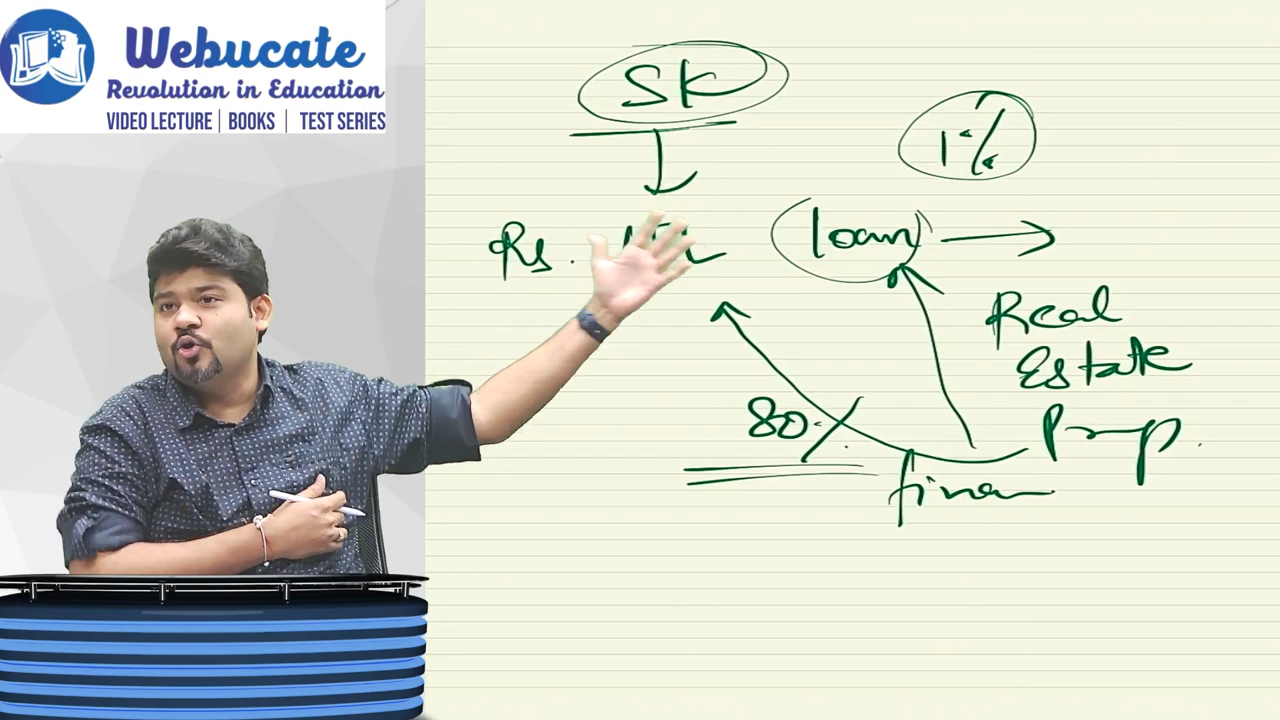 Webucate
Revolution in Education
VIDEO LECTURE | BOOKS | TEST SERIES
SK
1%
Rs.
loan
Real
Estate
80%
Prop.
finan